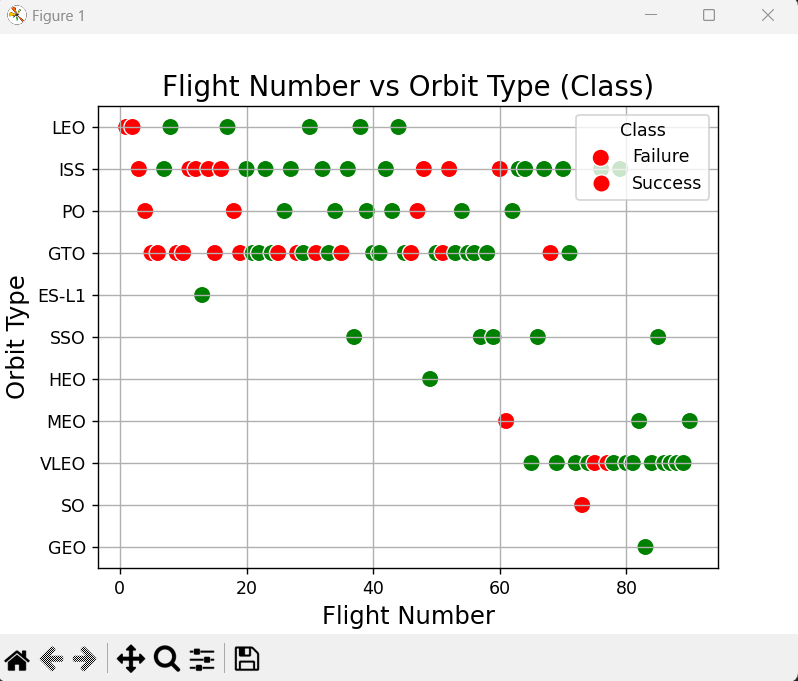 Figure 1
Flight Number vs Orbit Type (Class)
Orbit Type
LEO
ISS
PO
GTO
ES-L1
SSO
HEO
MEO
VLEO
SO
GEO
Class
Failure
Success
0 20 40 60 80
Flight Number